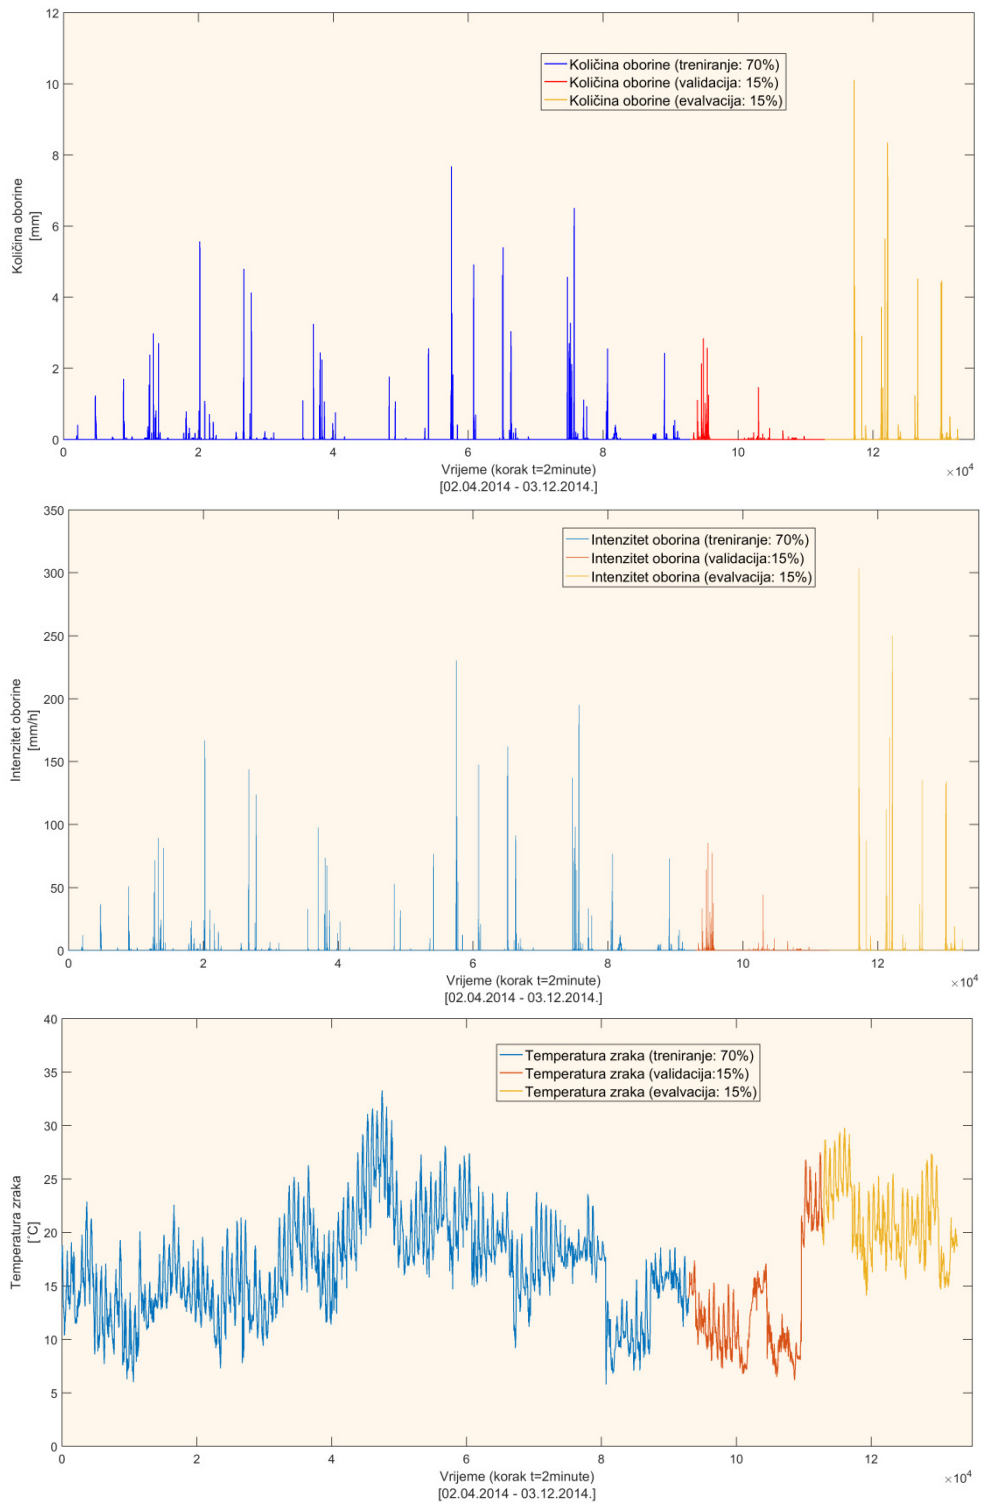 12
10
8
6
4
2
0
Količina oborine
[mm]
Količina oborine (treniranje: 70%)
Količina oborine (validacija: 15%)
Količina oborine (evalvacija: 15%)
0 2 4 6 8 10 12
×10⁴
Vrijeme (korak t=2minute)
[02.04.2014 - 03.12.2014.]
350
300
250
200
150
100
50
0
Intenzitet oborine
[mm/h]
Intenzitet oborina (treniranje: 70%)
Intenzitet oborina (validacija:15%)
Intenzitet oborina (evalvacija: 15%)
0 2 4 6 8 10 12
×10⁴
Vrijeme (korak t=2minute)
[02.04.2014 - 03.12.2014.]
40
35
30
25
20
15
10
5
0
Temperatura zraka
[˚C]
Temperatura zraka (treniranje: 70%)
Temperatura zraka (validacija:15%)
Temperatura zraka (evalvacija: 15%)
0 2 4 6 8 10 12
×10⁴
Vrijeme (korak t=2minute)
[02.04.2014 - 03.12.2014.]